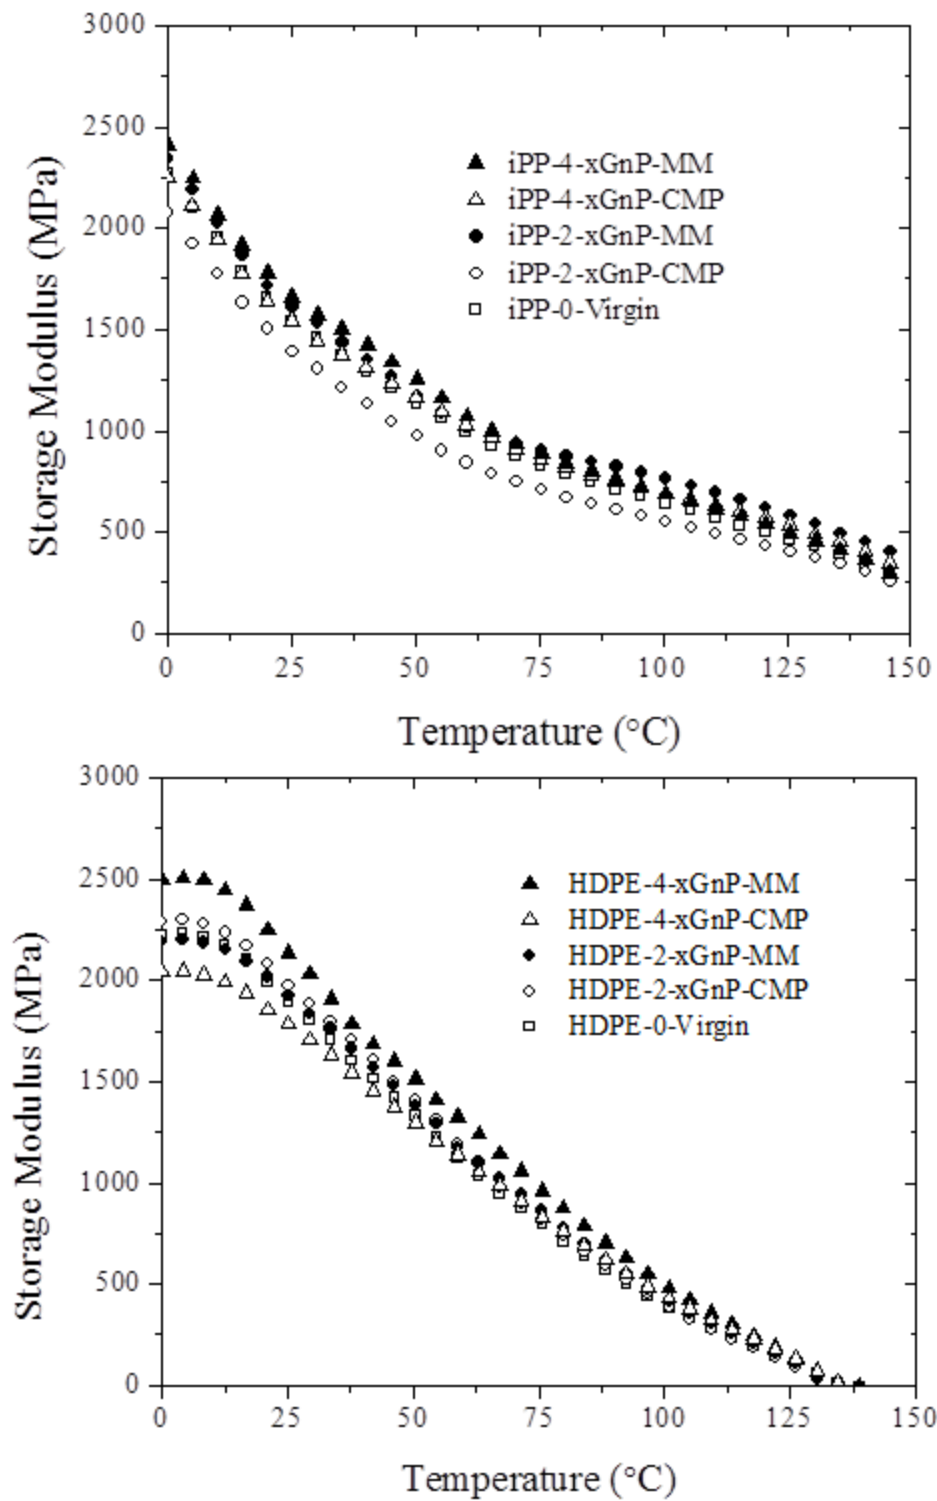 3000
2500
2000
1500
1000
500
0
Storage Modulus (MPa)
iPP-4-xGnP-MM
iPP-4-xGnP-CMP
iPP-2-xGnP-MM
iPP-2-xGnP-CMP
iPP-0-Virgin
0 25 50 75 100 125 150
Temperature (°C)
3000
2500
2000
1500
1000
500
0
Storage Modulus (MPa)
HDPE-4-xGnP-MM
HDPE-4-xGnP-CMP
HDPE-2-xGnP-MM
HDPE-2-xGnP-CMP
HDPE-0-Virgin
0 25 50 75 100 125 150
Temperature (°C)